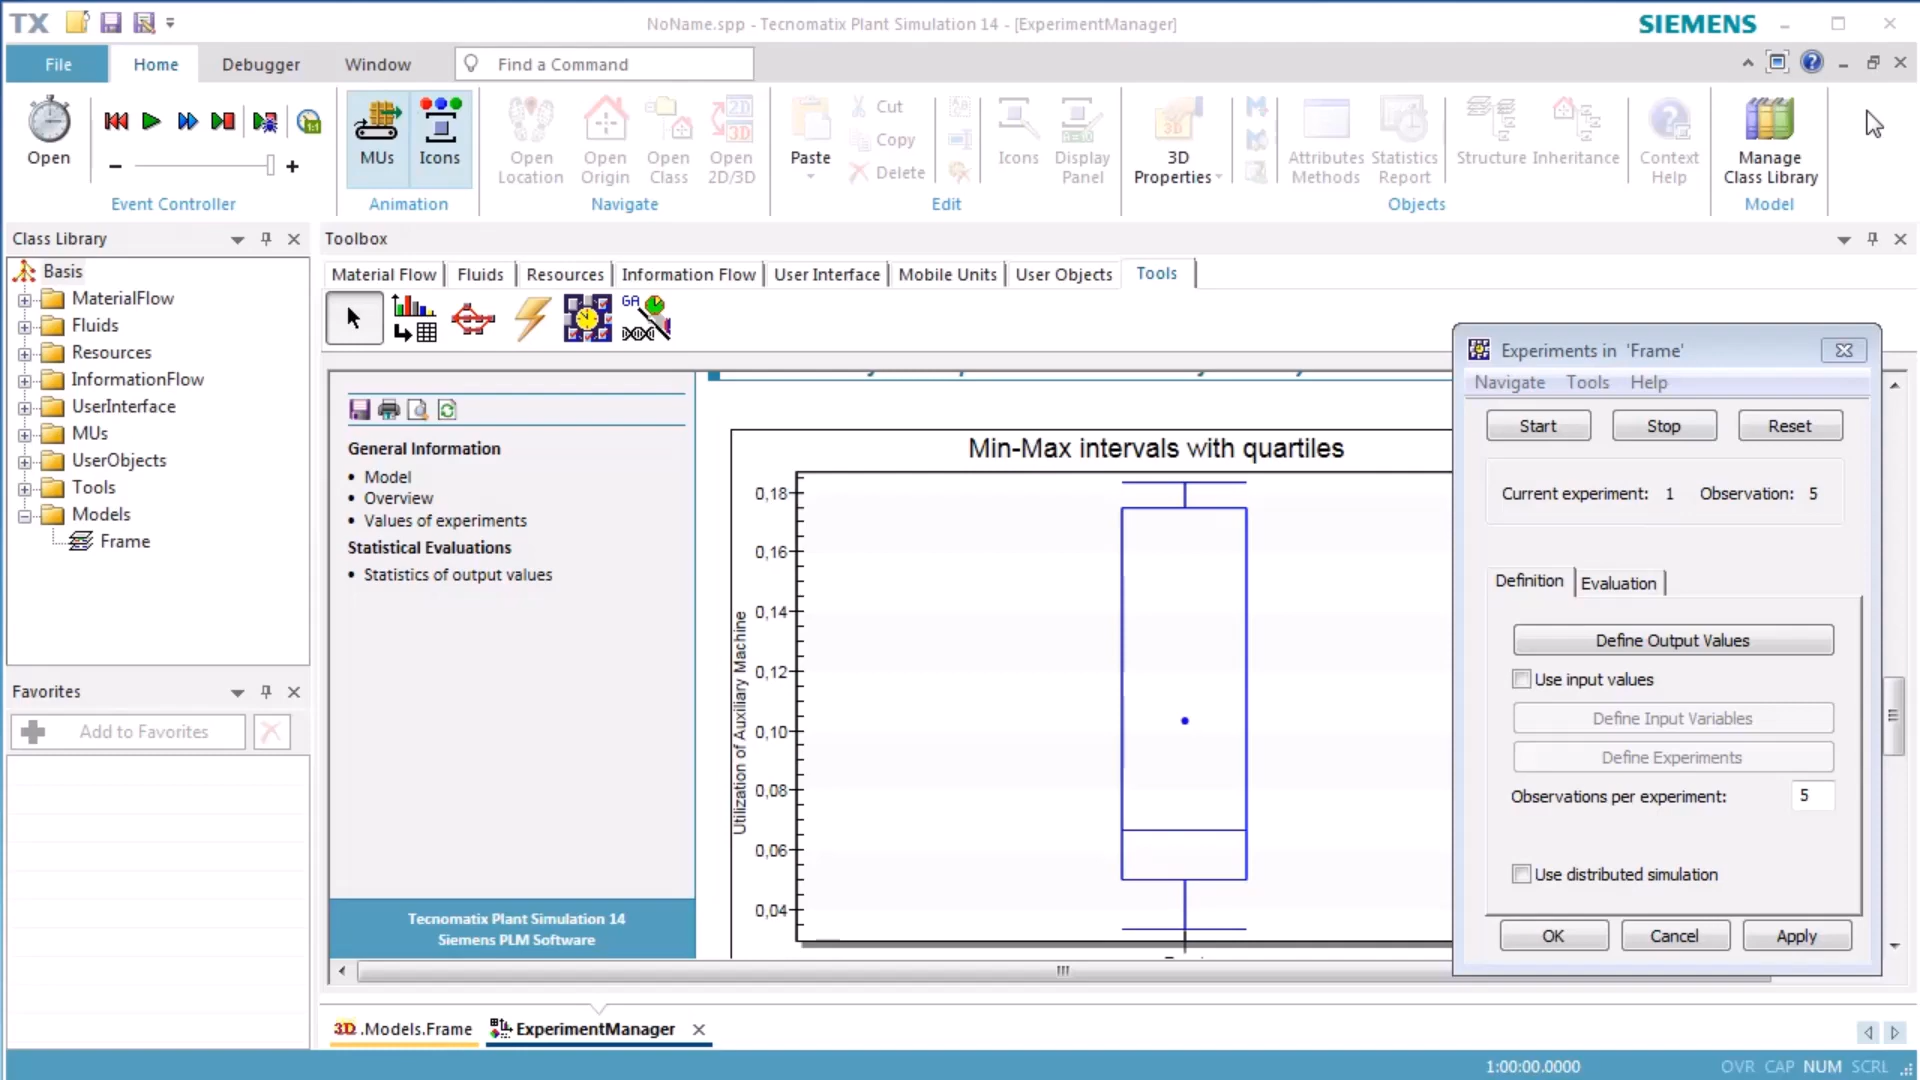 TX
NoName.spp - Tecnomatix Plant Simulation 14 - [ExperimentManager]
SIEMENS
File
Home
Debugger
Window
Find a Command
Open
Event Controller
MUs
Icons
Animation
Open Location
Open Origin
Open Class
2D
3D
Open 2D/3D
Navigate
Paste
Cut
Copy
Delete
Edit
Icons
Display Panel
3D
3D Properties
Attributes Methods
Statistics Report
Structure
Inheritance
Objects
Context Help
Manage Class Library
Model
Class Library
Toolbox
Basis
MaterialFlow
Fluids
Resources
InformationFlow
UserInterface
MUs
UserObjects
Tools
Models
Frame
Favorites
Add to Favorites
Material Flow
Fluids
Resources
Information Flow
User Interface
Mobile Units
User Objects
Tools
GA
General Information
• Model
• Overview
• Values of experiments
Statistical Evaluations
• Statistics of output values
Tecnomatix Plant Simulation 14
Siemens PLM Software
Min-Max intervals with quartiles
Utilization of Auxiliary Machine
0,18
0,16
0,14
0,12
0,10
0,08
0,06
0,04
Experiments in 'Frame'
Navigate Tools Help
Start
Stop
Reset
Current experiment: 1 Observation: 5
Definition
Evaluation
Define Output Values
Use input values
Define Input Variables
Define Experiments
Observations per experiment: 5
Use distributed simulation
OK
Cancel
Apply
3D .Models.Frame
ExperimentManager
1:00:00.0000
OVR CAP NUM SCRL